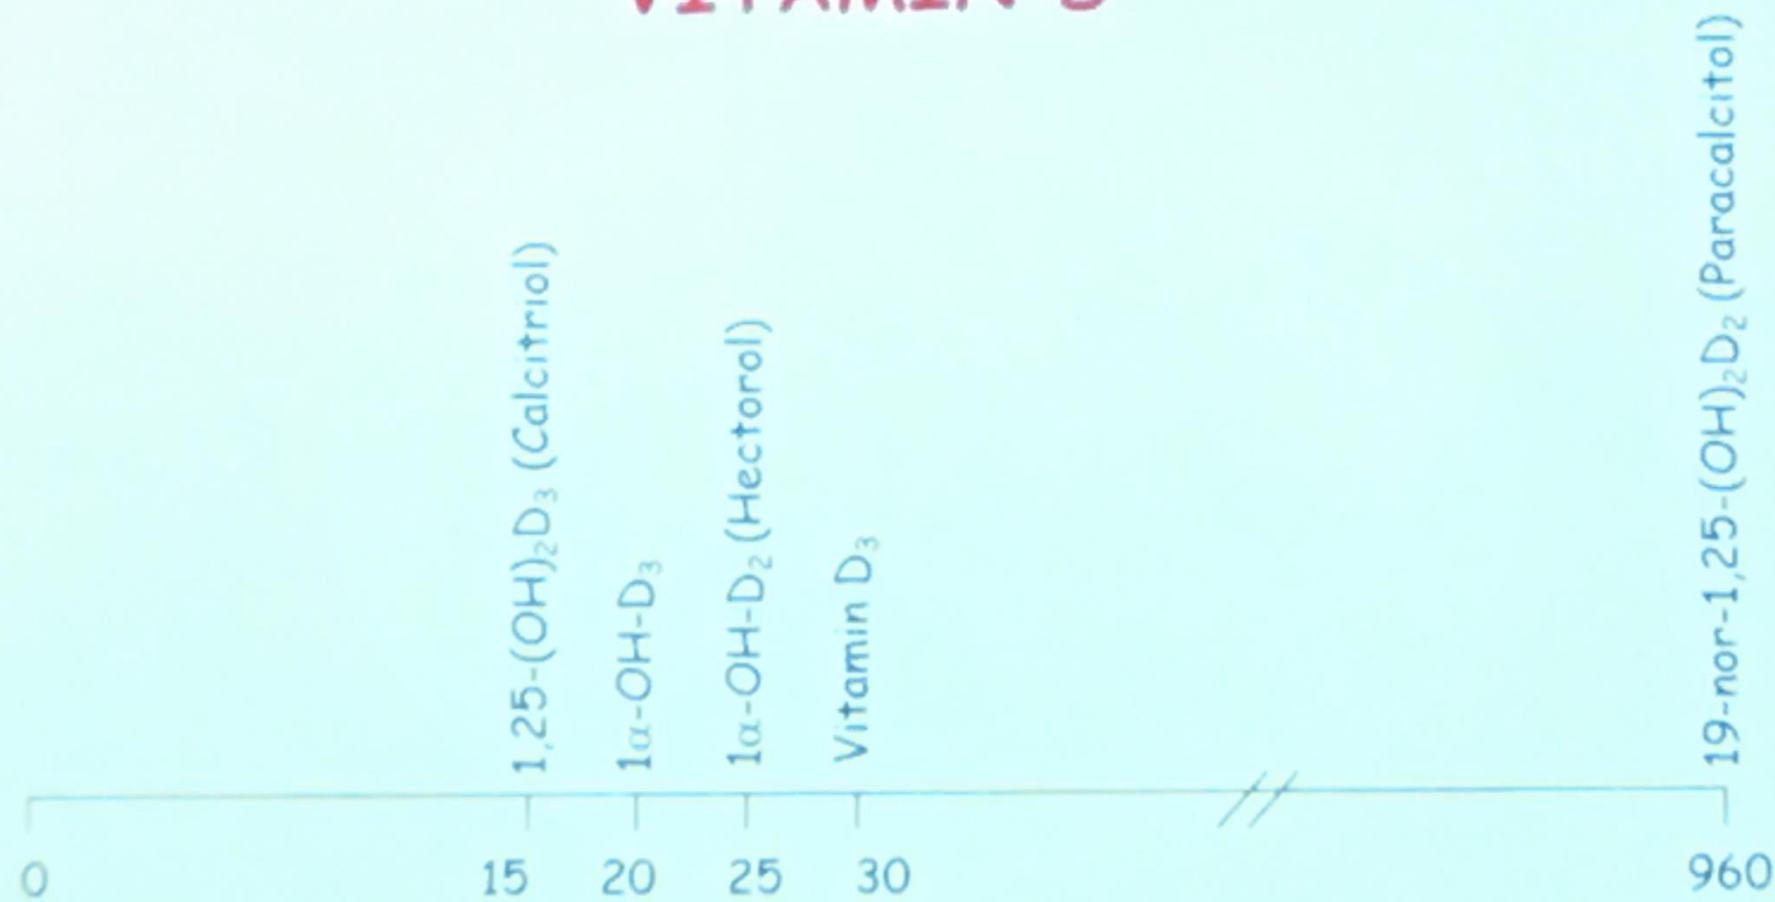 VITAMIN D
1,25-(OH)₂D₃ (Calcitriol)
1α-OH-D₃
1α-OH-D₂ (Hectorol)
Vitamin D₃
19-nor-1,25-(OH)₂D₂ (Paracalcitol)
0 15 20 25 30 960